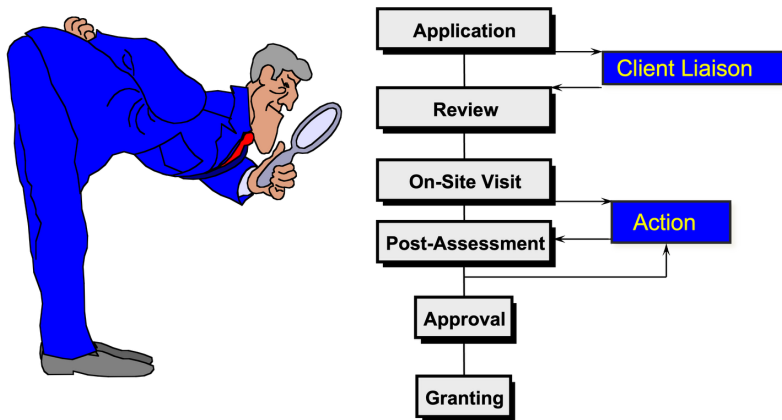 Application
Client Liaison
Review
On-Site Visit
Action
Post-Assessment
Approval
Granting